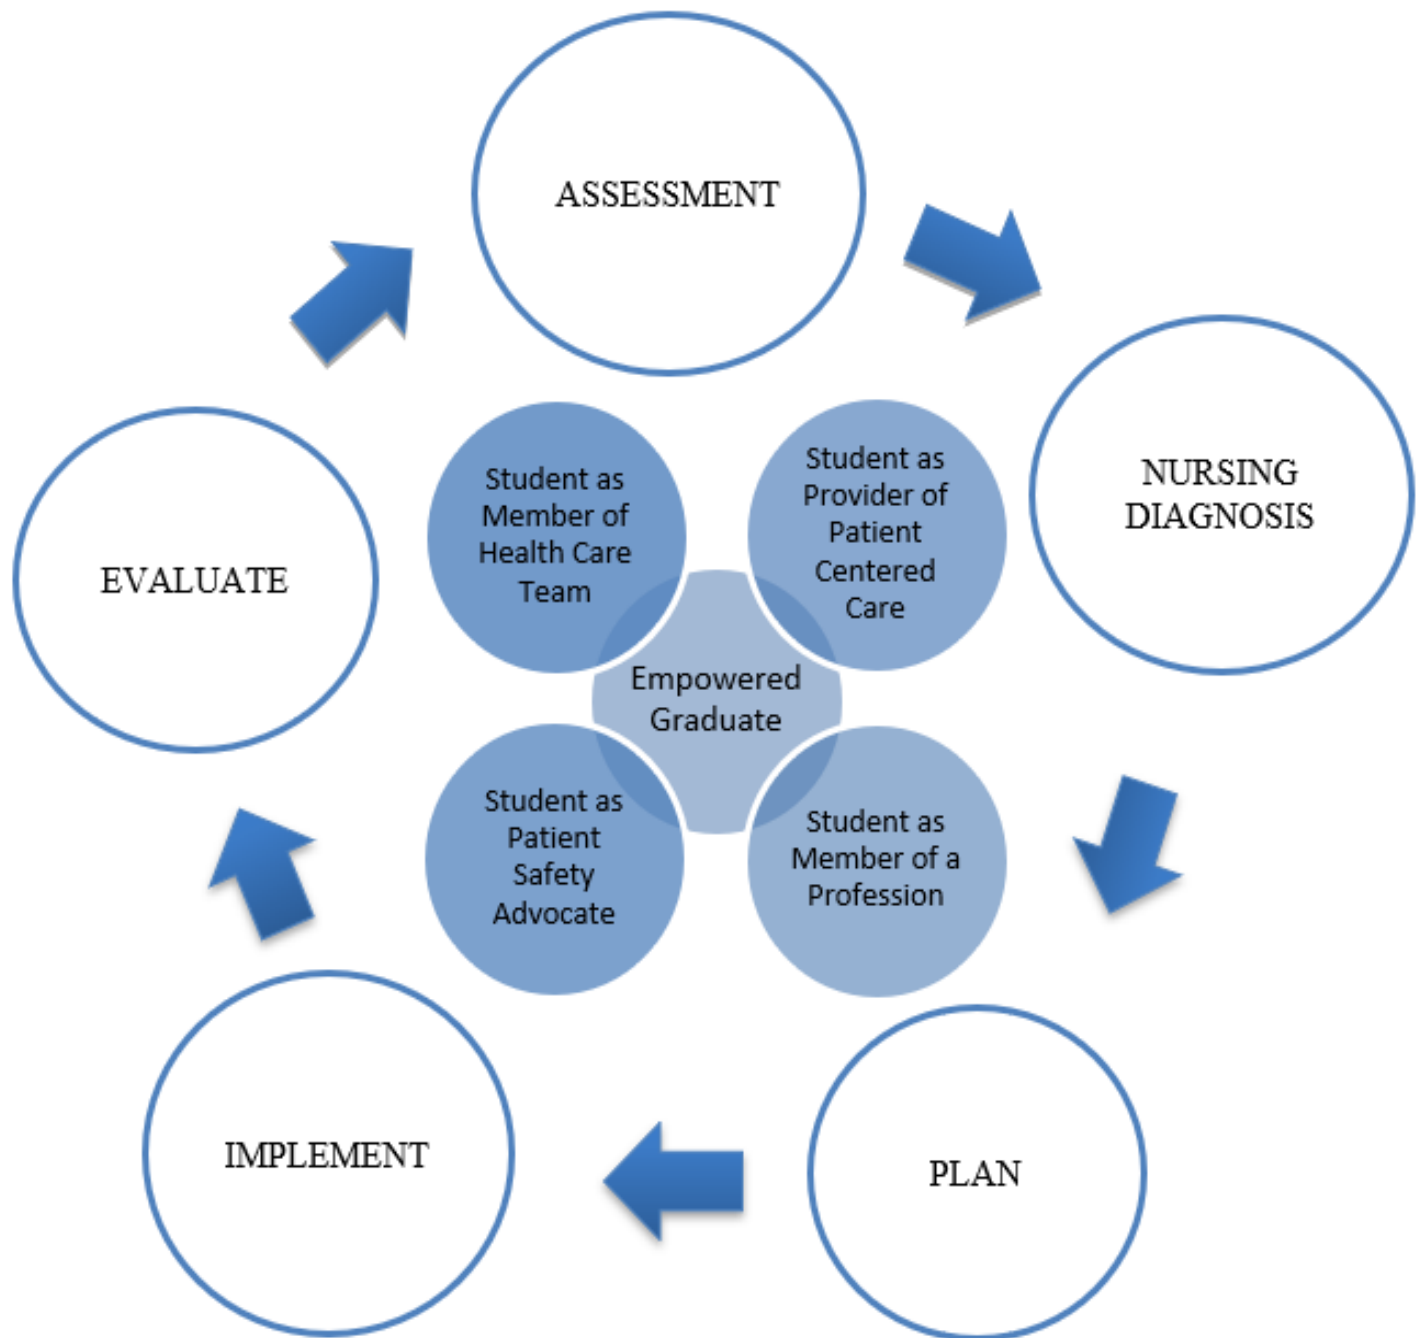 ASSESSMENT
NURSING
DIAGNOSIS
PLAN
IMPLEMENT
EVALUATE
Student as
Member of
Health Care
Team
Student as
Provider of
Patient
Centered
Care
Empowered
Graduate
Student as
Patient
Safety
Advocate
Student as
Member of a
Profession